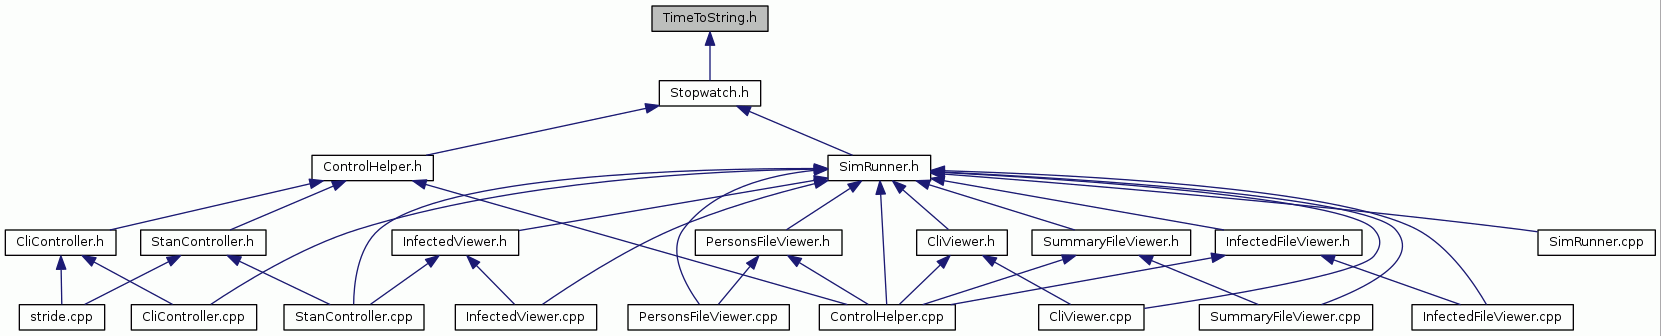 TimeToString.h
Stopwatch.h
ControlHelper.h
SimRunner.h
CliController.h
StanController.h
InfectedViewer.h
PersonsFileViewer.h
CliViewer.h
SummaryFileViewer.h
InfectedFileViewer.h
SimRunner.cpp
stride.cpp
CliController.cpp
StanController.cpp
InfectedViewer.cpp
PersonsFileViewer.cpp
ControlHelper.cpp
CliViewer.cpp
SummaryFileViewer.cpp
InfectedFileViewer.cpp